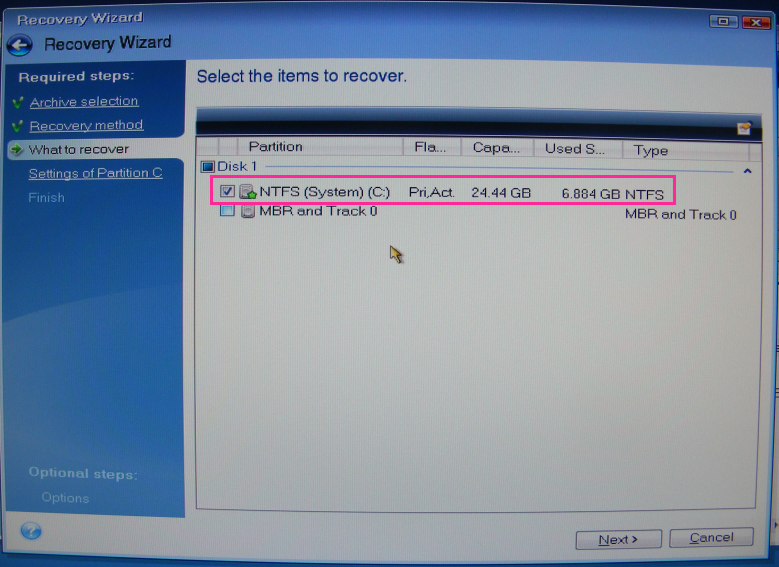 Recovery Wizard
Recovery Wizard
Required steps:
Archive selection
Recovery method
What to recover
Settings of Partition C
Finish
Optional steps:
Options
Select the items to recover.
Partition Fla... Capa... Used S... Type
Disk 1
NTFS (System) (C:) Pri,Act. 24.44 GB 6.884 GB NTFS
MBR and Track 0 MBR and Track 0
Next >
Cancel